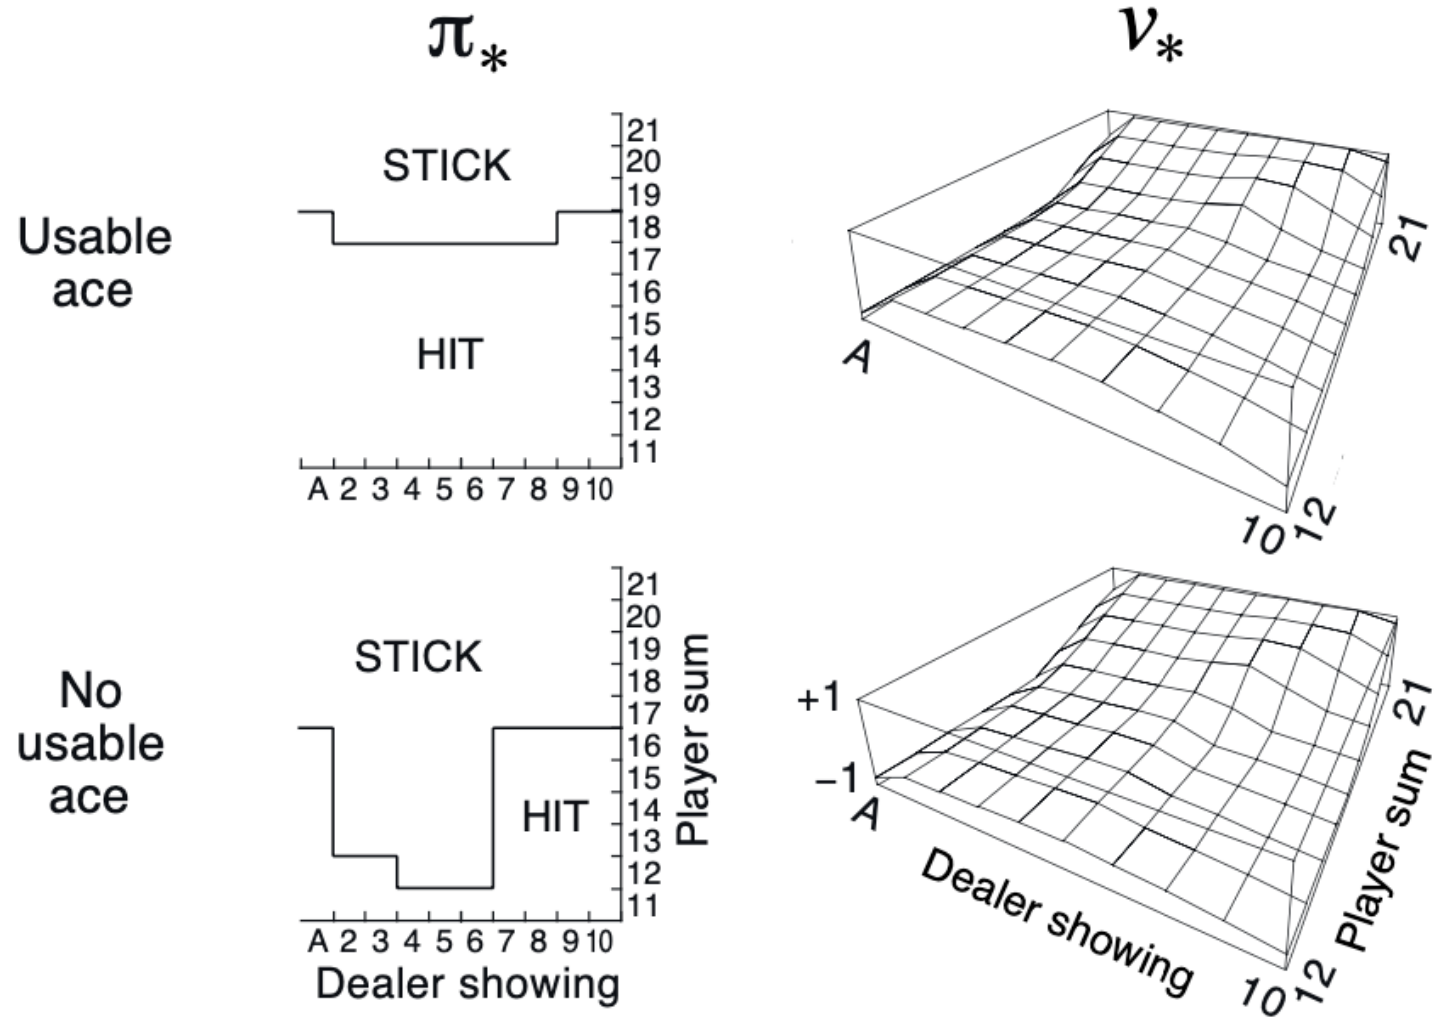 π*
v*
Usable
ace
STICK
HIT
21
20
19
18
17
16
15
14
13
12
11
A 2 3 4 5 6 7 8 9 10
A
21
10
12
No
usable
ace
STICK
HIT
21
20
19
18
17
16
15
14
13
12
11
Player sum
A 2 3 4 5 6 7 8 9 10
Dealer showing
+1
−1
A
Dealer showing
10
12
Player sum
21